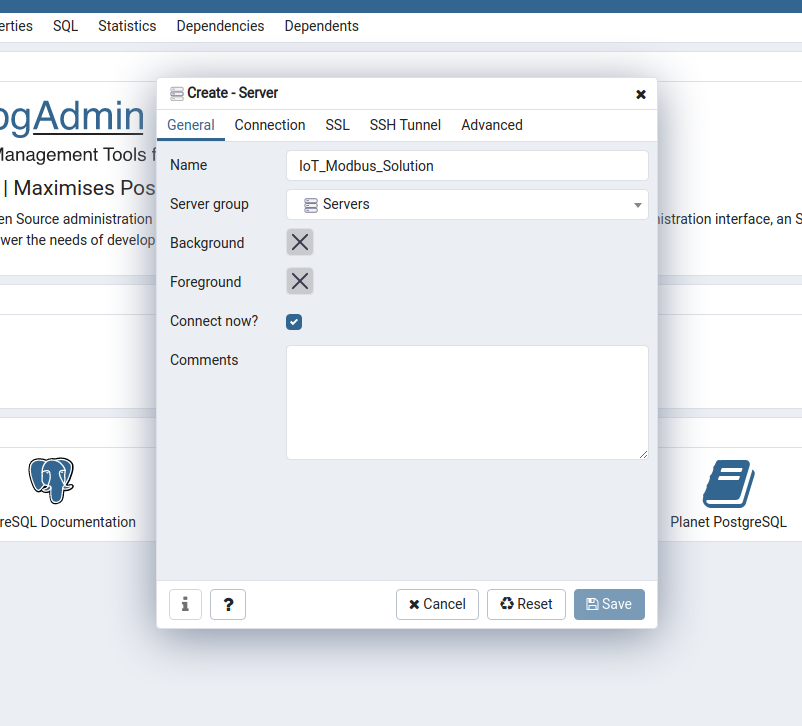 erties SQL Statistics Dependencies Dependents
Create - Server
General Connection SSL SSH Tunnel Advanced
ogAdmin
Management Tools f
| Maximises Pos
en Source administration
istration interface, an S
wer the needs of develop
Name IoT_Modbus_Solution
Server group Servers
Background
Foreground
Connect now?
Comments
reSQL Documentation
Planet PostgreSQL
i ? Cancel Reset Save